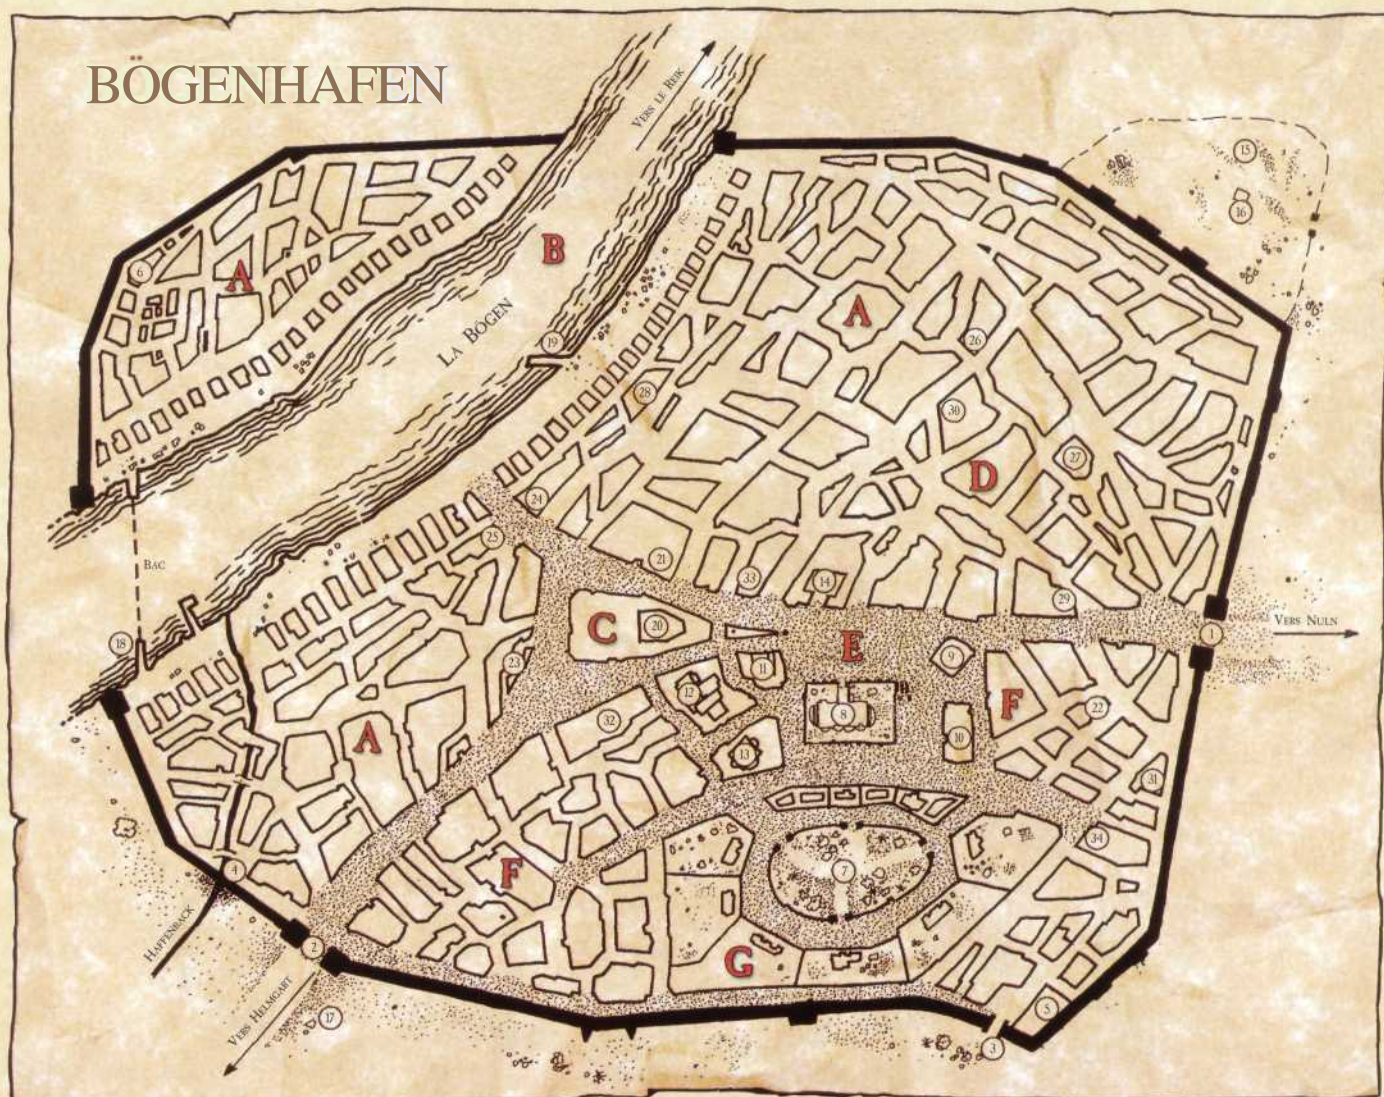 BÖGENHAFEN
VERS LE REIK
15
16
6
A
B
A
LA BÖGEN
19
26
28
30
27
D
24
25
21
33
14
29
BAC
18
C
20
E
1
VERS NULN
23
11
9
12
F
22
32
8
10
A
13
31
34
4
F
7
HAFFENBACK
2
G
VERS HELMGART
17
5
3